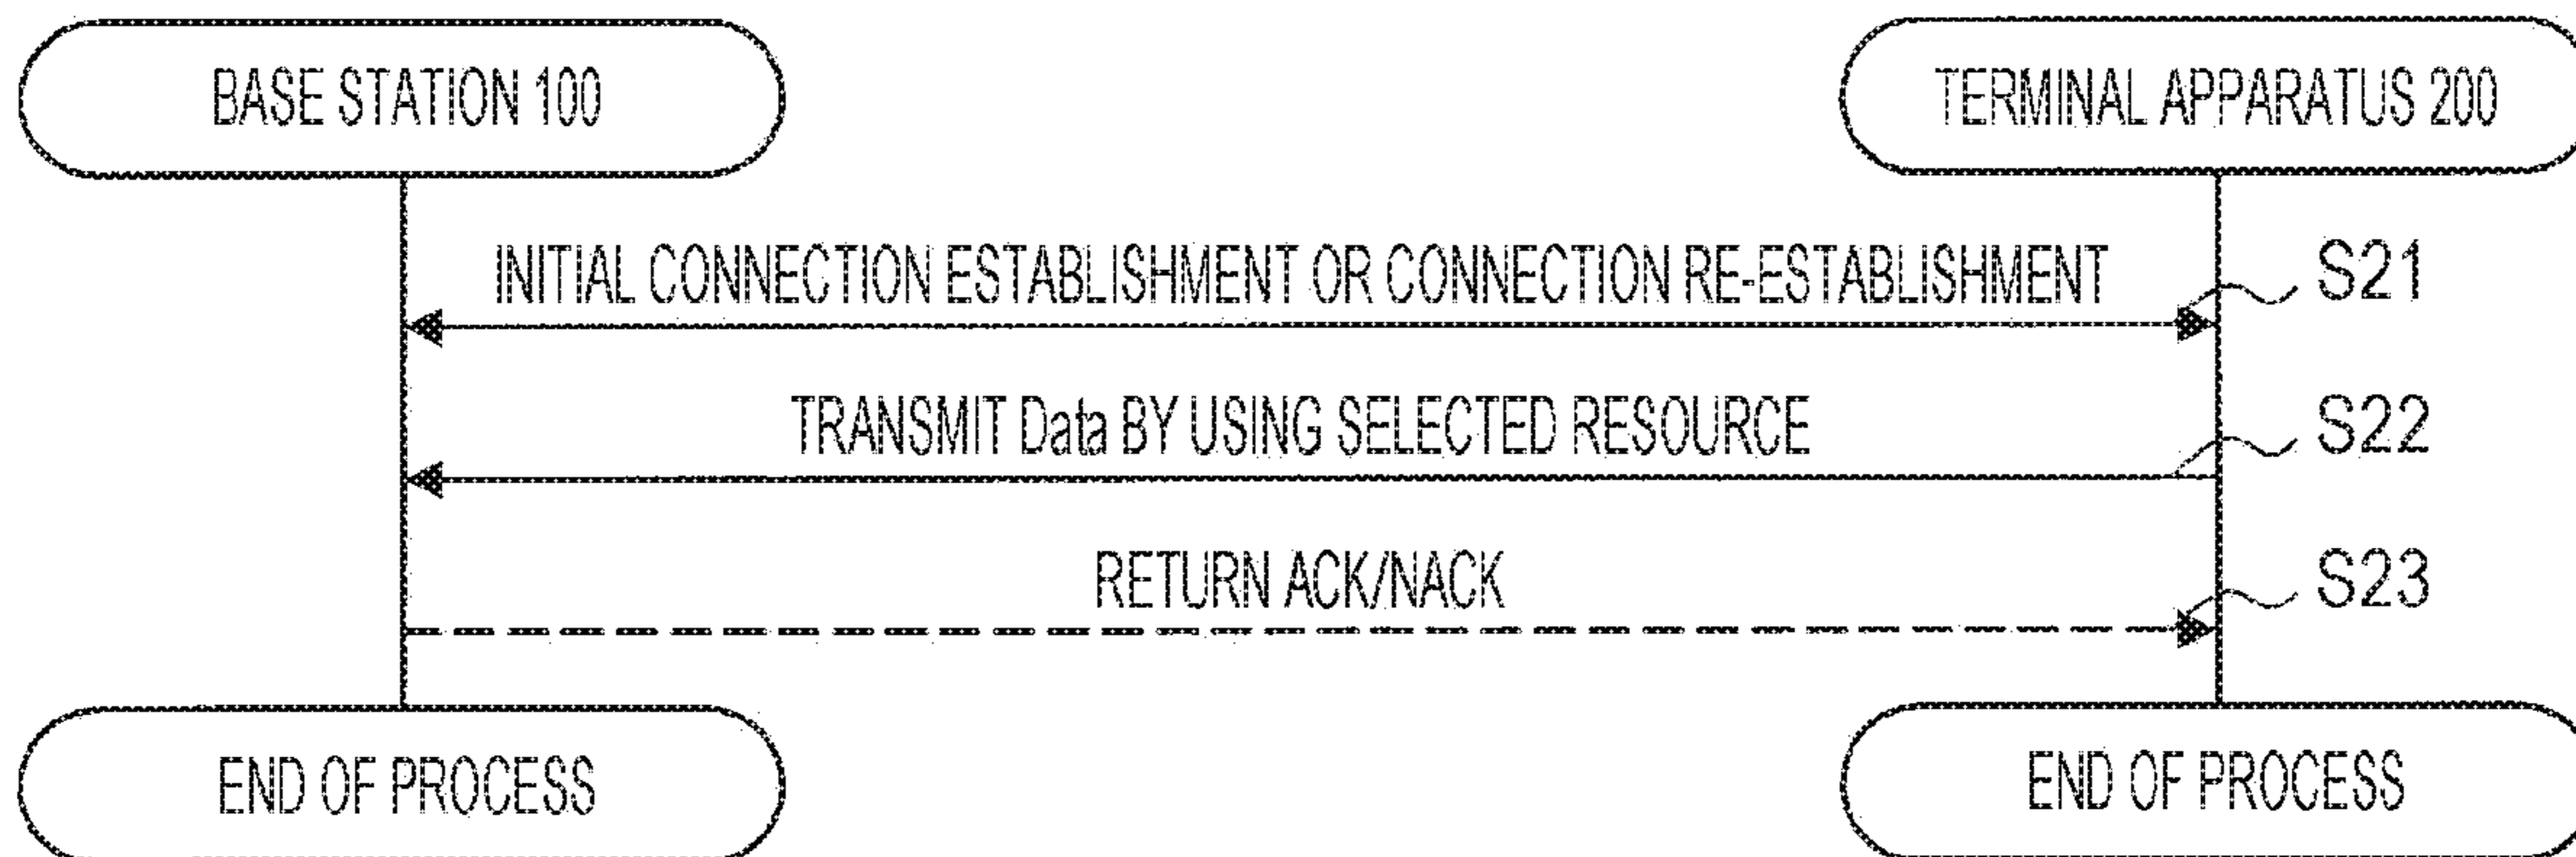 BASE STATION 100
TERMINAL APPARATUS 200
INITIAL CONNECTION ESTABLISHMENT OR CONNECTION RE-ESTABLISHMENT
S21
TRANSMIT Data BY USING SELECTED RESOURCE
S22
RETURN ACK/NACK
S23
END OF PROCESS
END OF PROCESS